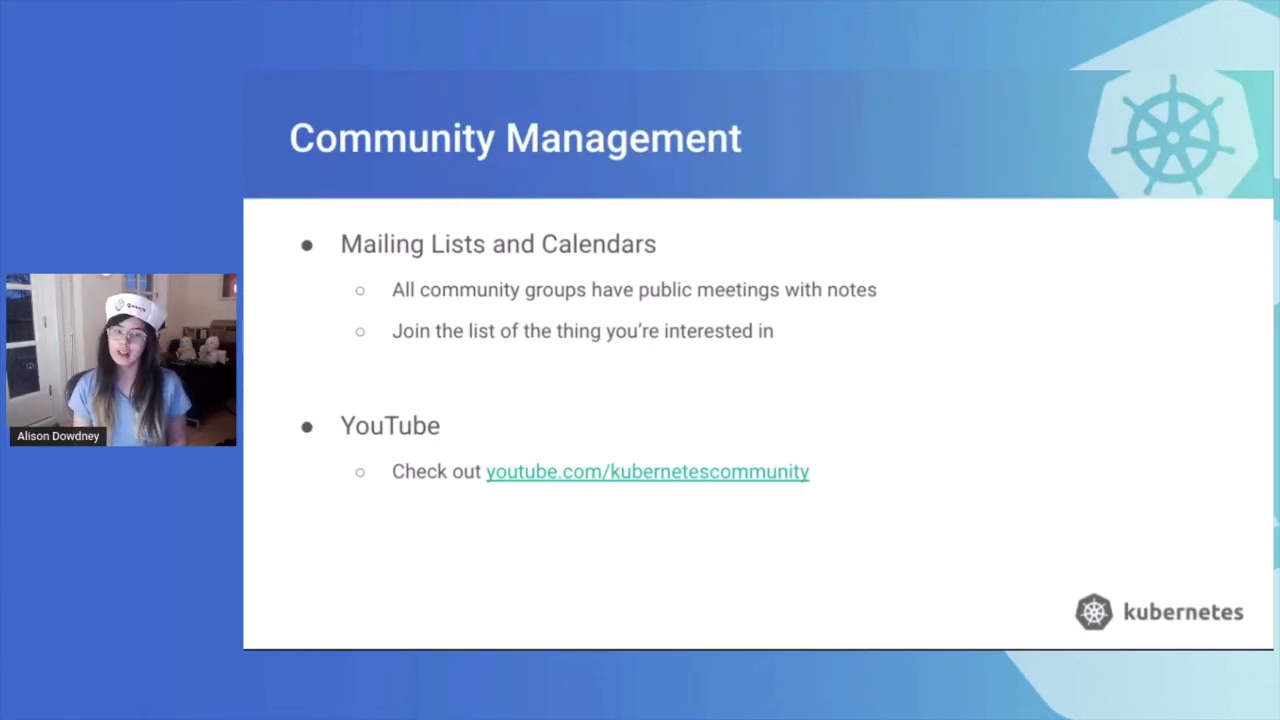 Community Management
Mailing Lists and Calendars
All community groups have public meetings with notes
Join the list of the thing you're interested in
YouTube
Check out youtube.com/kubernetescommunity
Alison Dowdney
kubernetes